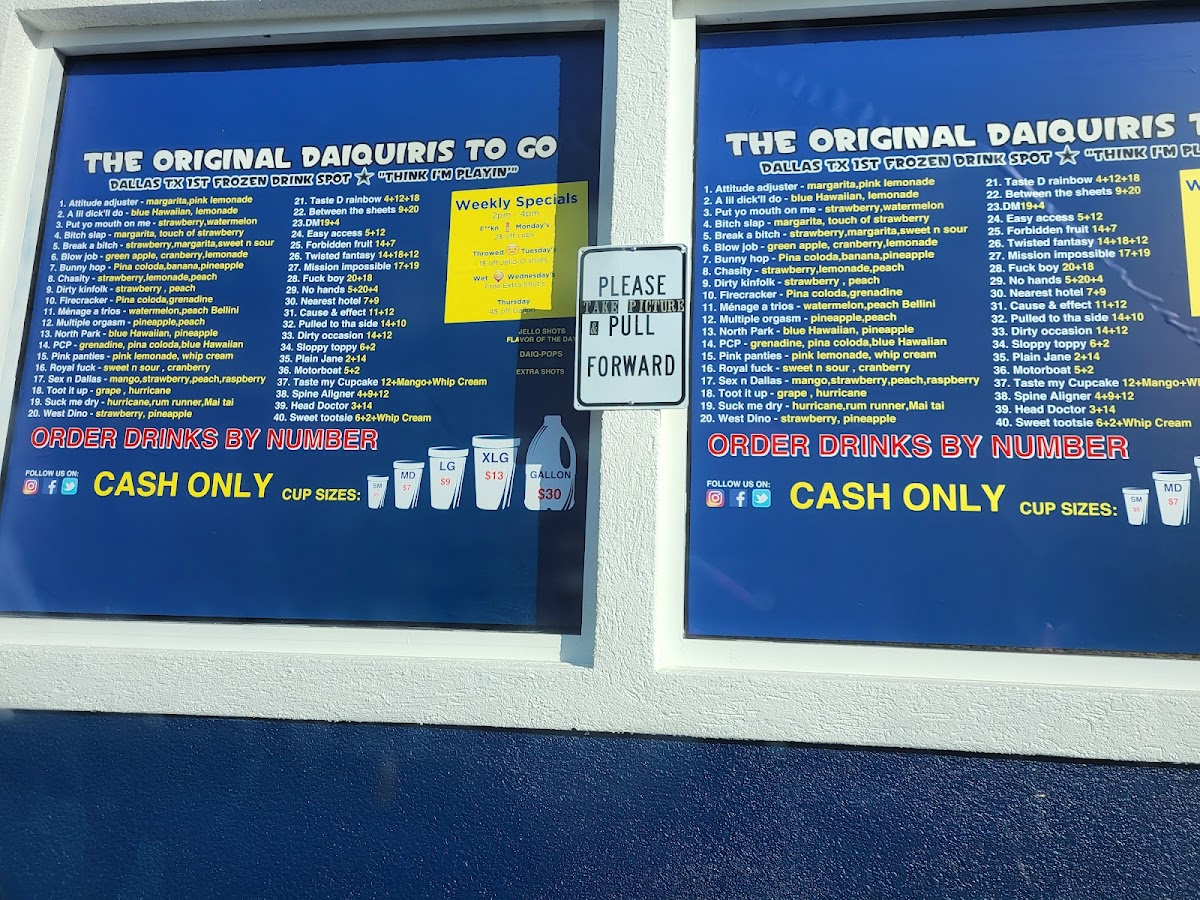 THE ORIGINAL DAIQUIRIS TO GO
DALLAS TX 1ST FROZEN DRINK SPOT ★ "THINK I'M PLAYIN'"
1. Attitude adjuster - margarita,pink lemonade
2. A lil dick'll do - blue Hawaiian, lemonade
3. Put yo mouth on me - strawberry,watermelon
4. Bitch slap - margarita, touch of strawberry
5. Break a bitch - strawberry,margarita,sweet n sour
6. Blow job - green apple, cranberry,lemonade
7. Bunny hop - Pina coloda,banana,pineapple
8. Chasity - strawberry,lemonade,peach
9. Dirty kinfolk - strawberry , peach
10. Firecracker - Pina coloda,grenadine
11. Ménage a trios - watermelon,peach Bellini
12. Multiple orgasm - pineapple,peach
13. North Park - blue Hawaiian, pineapple
14. PCP - grenadine, pina coloda,blue Hawaiian
15. Pink panties - pink lemonade, whip cream
16. Royal fuck - sweet n sour , cranberry
17. Sex n Dallas - mango,strawberry,peach,raspberry
18. Toot it up - grape , hurricane
19. Suck me dry - hurricane,rum runner,Mai tai
20. West Dino - strawberry, pineapple
21. Taste D rainbow 4+12+18
22. Between the sheets 9+20
23.DM19+4
24. Easy access 5+12
25. Forbidden fruit 14+7
26. Twisted fantasy 14+18+12
27. Mission impossible 17+19
28. Fuck boy 20+18
29. No hands 5+20+4
30. Nearest hotel 7+9
31. Cause & effect 11+12
32. Pulled to tha side 14+10
33. Dirty occasion 14+12
34. Sloppy toppy 6+2
35. Plain Jane 2+14
36. Motorboat 5+2
37. Taste my Cupcake 12+Mango+Whip Cream
38. Spine Aligner 4+9+12
39. Head Doctor 3+14
40. Sweet tootsie 6+2+Whip Cream
Weekly Specials
2pm - 4pm
F**kn Monday's
2$ off cups
Throwed Tuesday's
1$ off Jello-O shots
Wet Wednesday's
Free Extra Shots
Thursday
4$ off Gallon
JELLO SHOTS
FLAVOR OF THE DAY
DAIQ-POPS
EXTRA SHOTS
ORDER DRINKS BY NUMBER
FOLLOW US ON:
CASH ONLY
CUP SIZES:
SM
$5
MD
$7
LG
$9
XLG
$13
GALLON
$30
PLEASE
TAKE PICTURE
& PULL
FORWARD
THE ORIGINAL DAIQUIRIS T
DALLAS TX 1ST FROZEN DRINK SPOT ★ "THINK I'M PL
1. Attitude adjuster - margarita,pink lemonade
2. A lil dick'll do - blue Hawaiian, lemonade
3. Put yo mouth on me - strawberry,watermelon
4. Bitch slap - margarita, touch of strawberry
5. Break a bitch - strawberry,margarita,sweet n sour
6. Blow job - green apple, cranberry,lemonade
7. Bunny hop - Pina coloda,banana,pineapple
8. Chasity - strawberry,lemonade,peach
9. Dirty kinfolk - strawberry , peach
10. Firecracker - Pina coloda,grenadine
11. Ménage a trios - watermelon,peach Bellini
12. Multiple orgasm - pineapple,peach
13. North Park - blue Hawaiian, pineapple
14. PCP - grenadine, pina coloda,blue Hawaiian
15. Pink panties - pink lemonade, whip cream
16. Royal fuck - sweet n sour , cranberry
17. Sex n Dallas - mango,strawberry,peach,raspberry
18. Toot it up - grape , hurricane
19. Suck me dry - hurricane,rum runner,Mai tai
20. West Dino - strawberry, pineapple
21. Taste D rainbow 4+12+18
22. Between the sheets 9+20
23.DM19+4
24. Easy access 5+12
25. Forbidden fruit 14+7
26. Twisted fantasy 14+18+12
27. Mission impossible 17+19
28. Fuck boy 20+18
29. No hands 5+20+4
30. Nearest hotel 7+9
31. Cause & effect 11+12
32. Pulled to tha side 14+10
33. Dirty occasion 14+12
34. Sloppy toppy 6+2
35. Plain Jane 2+14
36. Motorboat 5+2
37. Taste my Cupcake 12+Mango+Wh
38. Spine Aligner 4+9+12
39. Head Doctor 3+14
40. Sweet tootsie 6+2+Whip Cream
W
ORDER DRINKS BY NUMBER
FOLLOW US ON:
CASH ONLY
CUP SIZES:
SM
$5
MD
$7